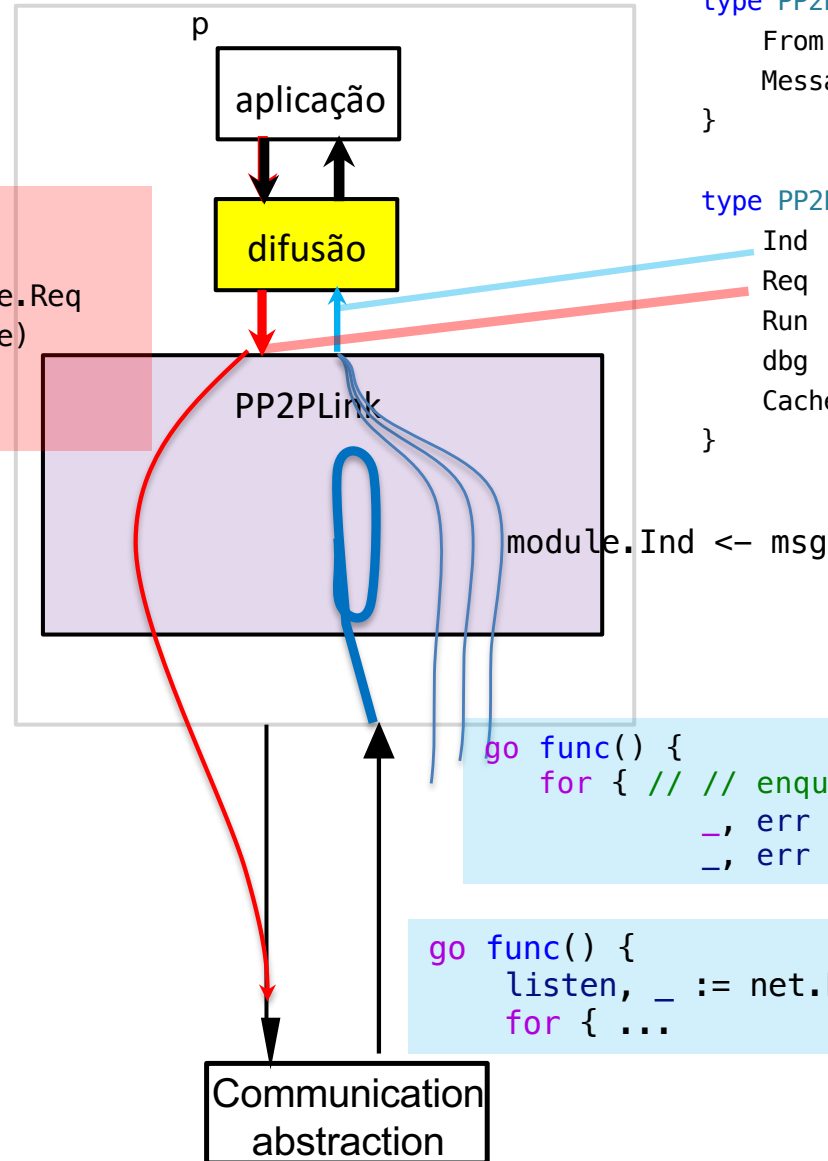 p
aplicação
difusão
PP2PLink
e.Req
e)
type PP2
From
Messa
}
type PP2
Ind
Req
Run
dbg
Cache
}
module.Ind <- msg
go func() {
for { // // enqu
_, err
_, err
go func() {
listen, _ := net.
for { ...
Communication
abstraction